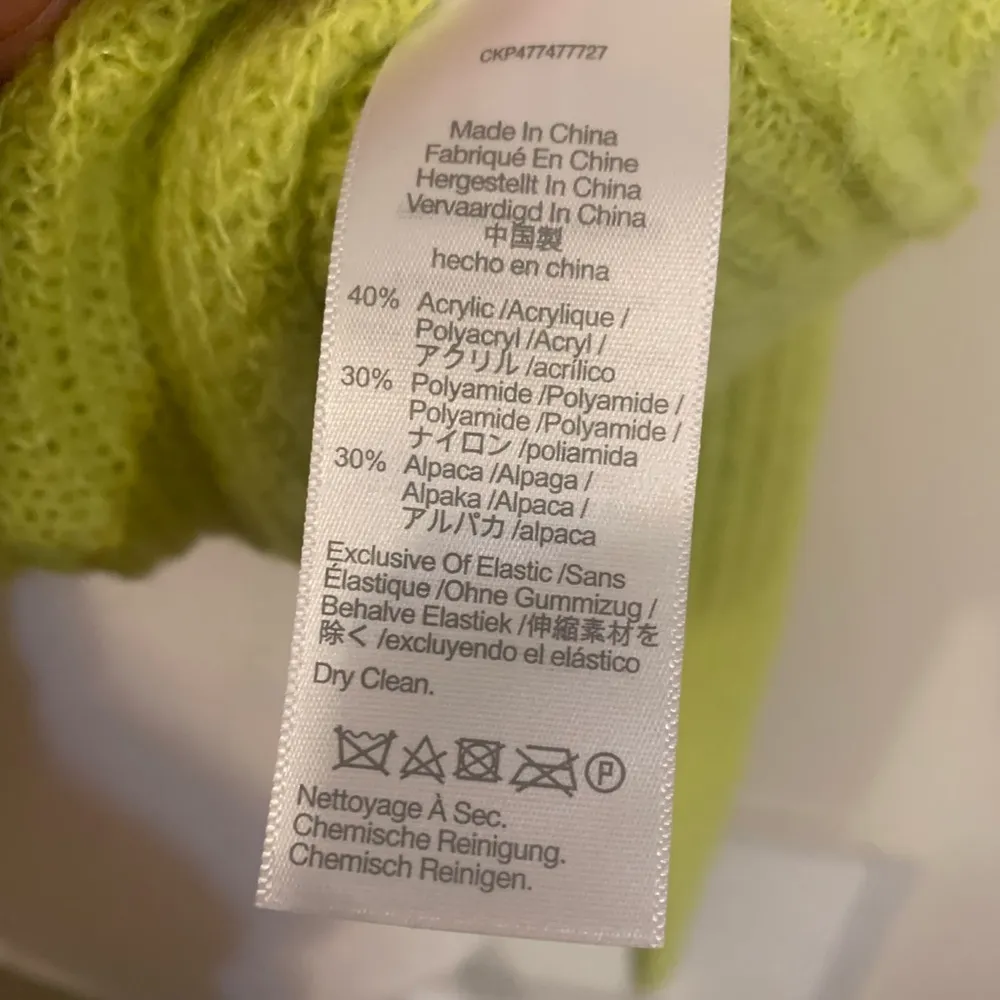 CKP477477727
Made In China
Fabriqué En Chine
Hergestellt In China
Vervaardigd In China
中国製
hecho en china
40% Acrylic /Acrylique /
Polyacryl /Acryl /
アクリル /acrílico
30% Polyamide /Polyamide /
Polyamide /Polyamide /
ナイロン /poliamida
30% Alpaca /Alpaga /
Alpaka /Alpaca /
アルパカ /alpaca
Exclusive Of Elastic /Sans
Élastique /Ohne Gummizug /
Behalve Elastiek /伸縮素材を
除く /excluyendo el elástico
Dry Clean.
P
Nettoyage À Sec.
Chemische Reinigung.
Chemisch Reinigen.